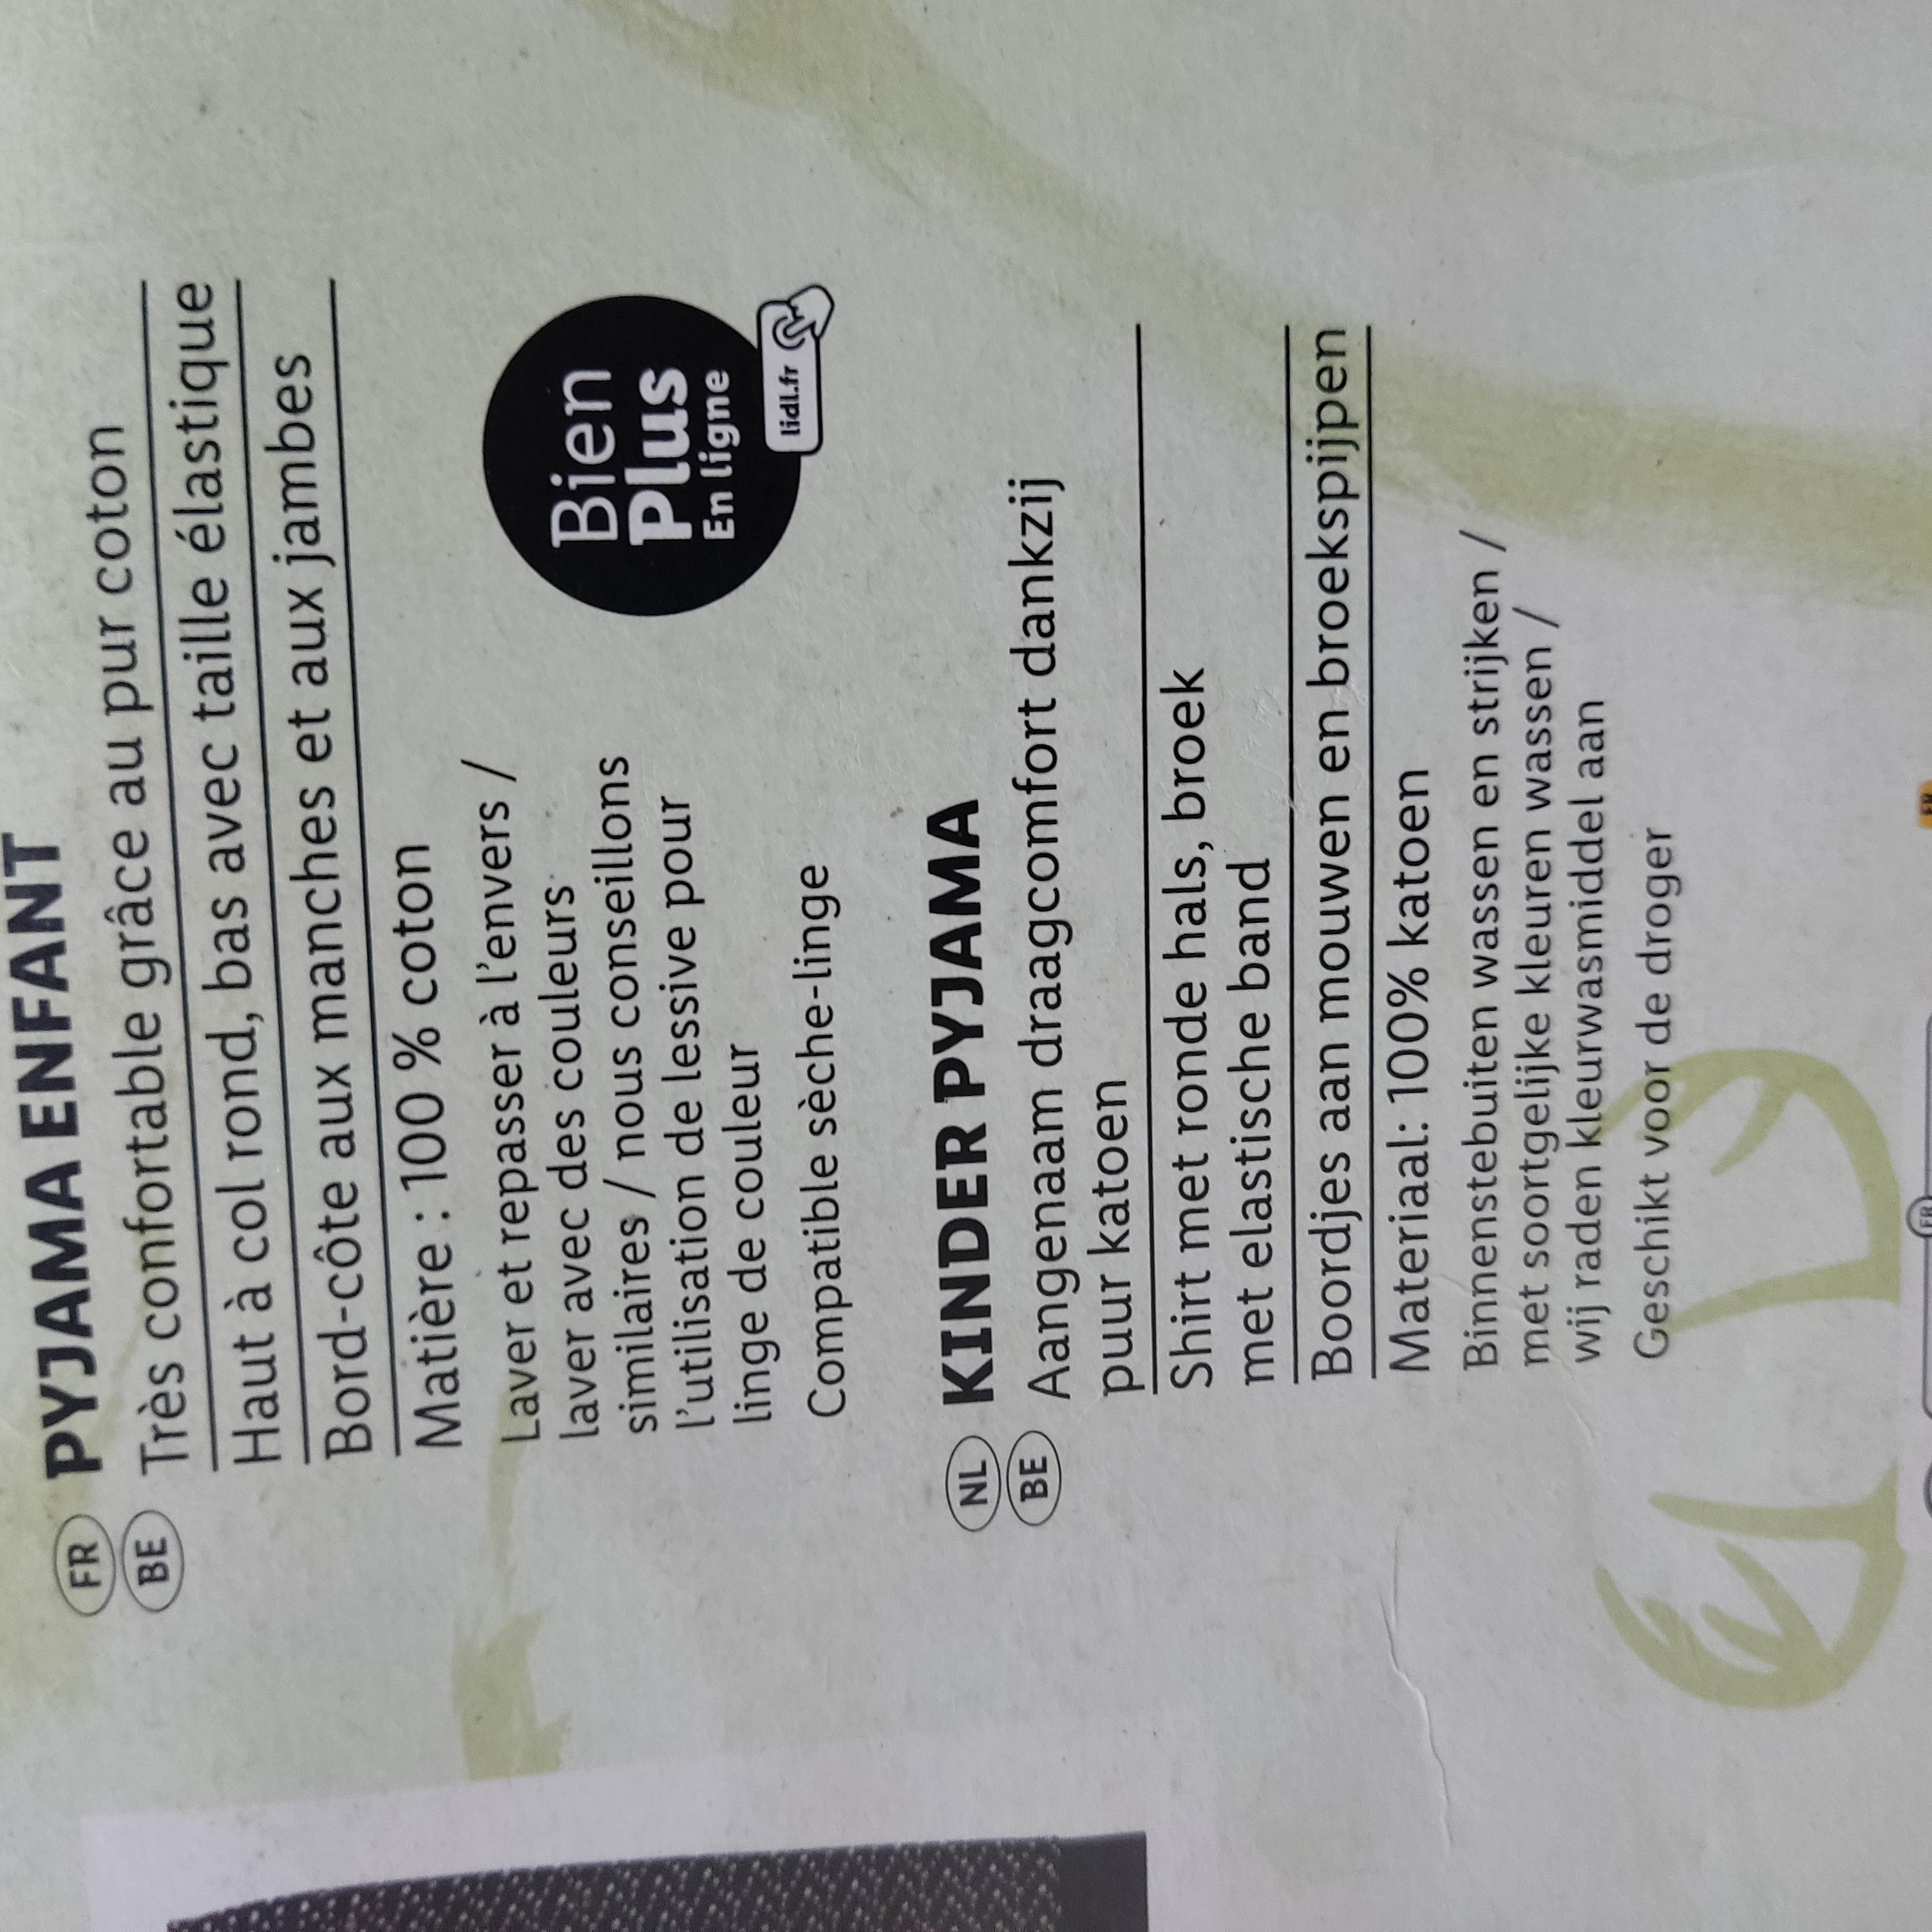 FR PYJAMA ENFANT
BE Très confortable grâce au pur coton
Haut à col rond, bas avec taille élastique
Bord-côte aux manches et aux jambes
Matière : 100 % coton
Laver et repasser à l'envers /
laver avec des couleurs
similaires / nous conseillons
l'utilisation de lessive pour
linge de couleur
Compatible sèche-linge
Bien
Plus
En ligne
lidl.fr
NL KINDER PYJAMA
BE Aangenaam draagcomfort dankzij
puur katoen
Shirt met ronde hals, broek
met elastische band
Boordjes aan mouwen en broekspijpen
Materiaal: 100% katoen
Binnenstebuiten wassen en strijken /
met soortgelijke kleuren wassen /
wij raden kleurwasmiddel aan
Geschikt voor de droger
FR